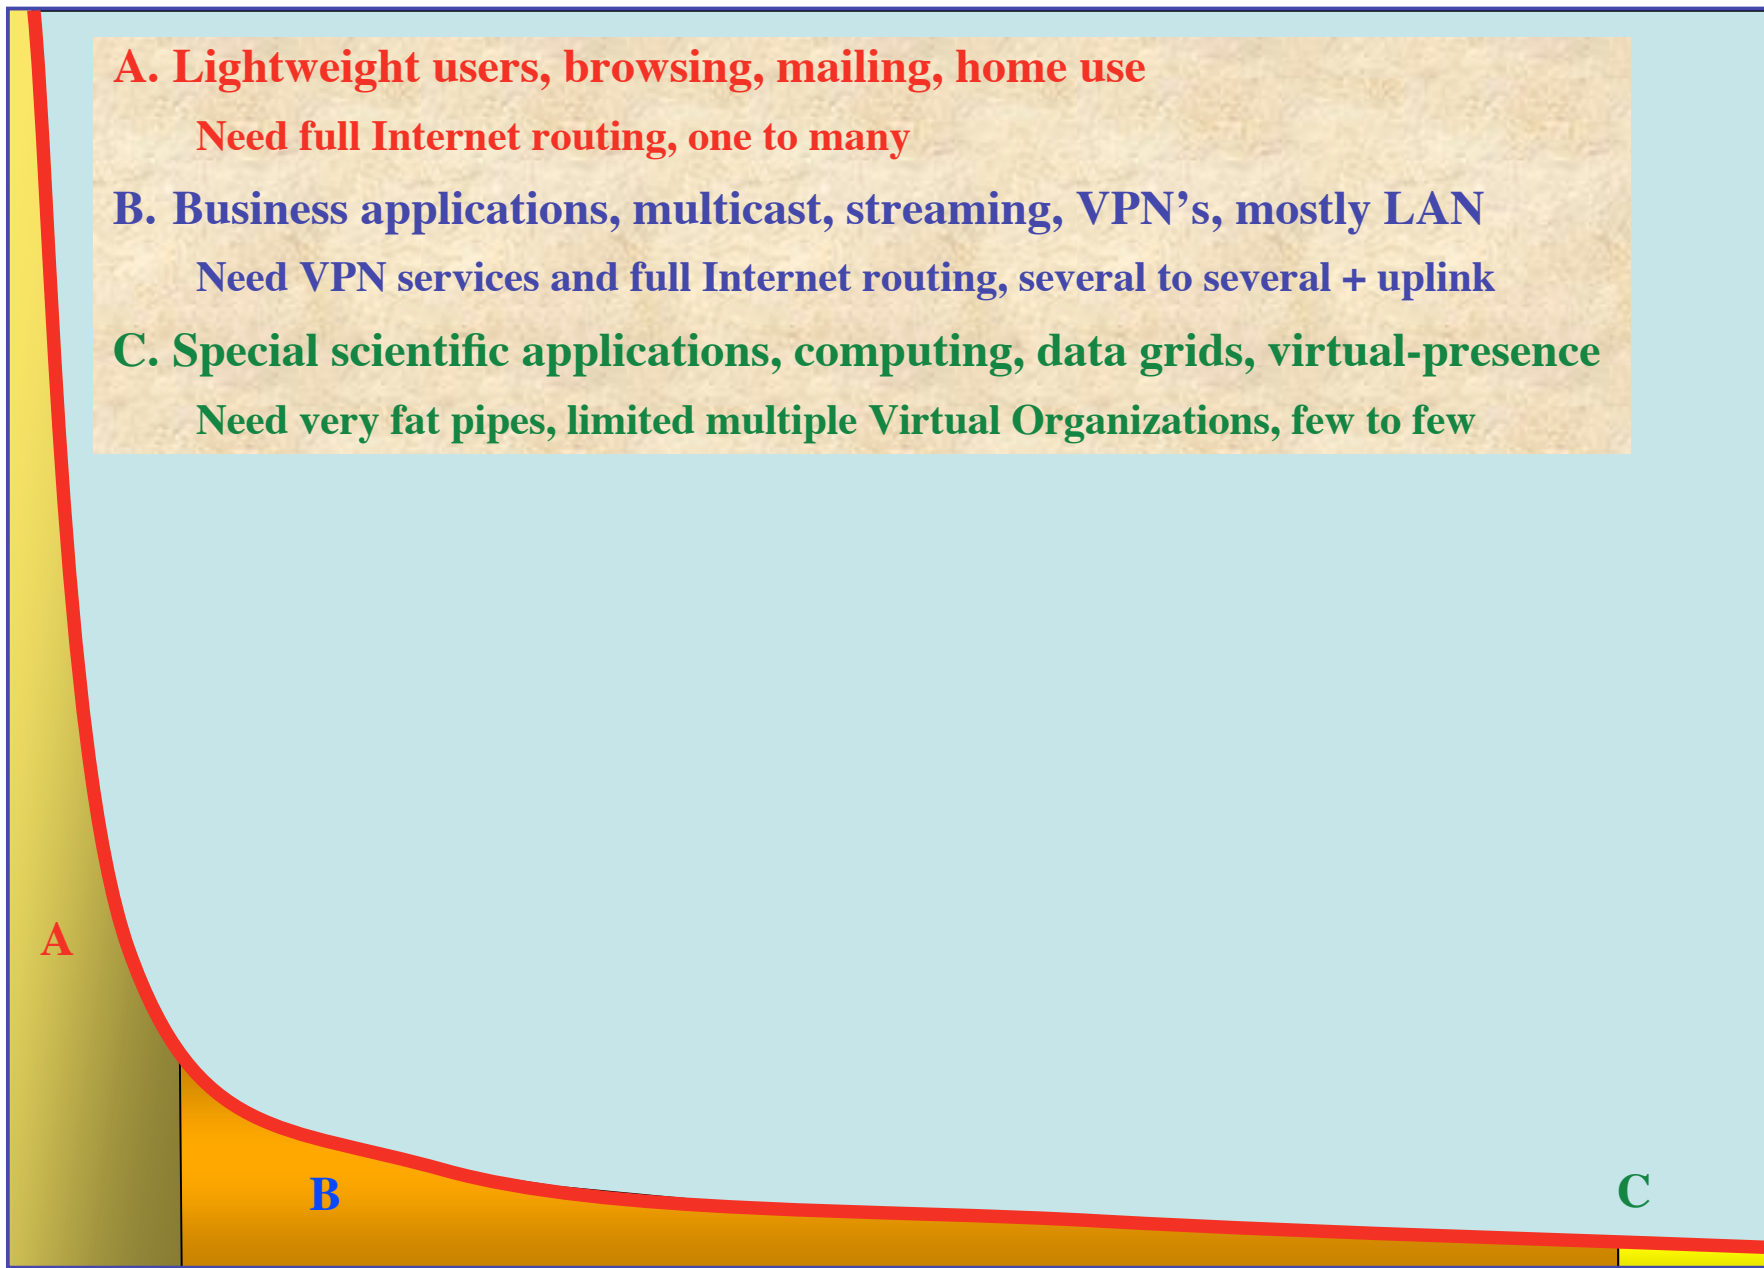 A. Lightweight users, browsing, mailing, home use
Need full Internet routing, one to many
B. Business applications, multicast, streaming, VPN’s, mostly LAN
Need VPN services and full Internet routing, several to several + uplink
C. Special scientific applications, computing, data grids, virtual-presence
Need very fat pipes, limited multiple Virtual Organizations, few to few
A
B
C